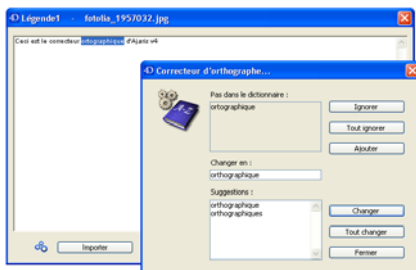 4D Légende1 - fotolia_1957032.jpg
Ceci est le correcteur ortographique d'Ajaris v4
4D Correcteur d'orthographe...
Pas dans le dictionnaire :
ortographique
Ignorer
Tout ignorer
Ajouter
Changer en :
orthographique
Suggestions :
orthographique
orthographiques
Changer
Tout changer
Fermer
Importer